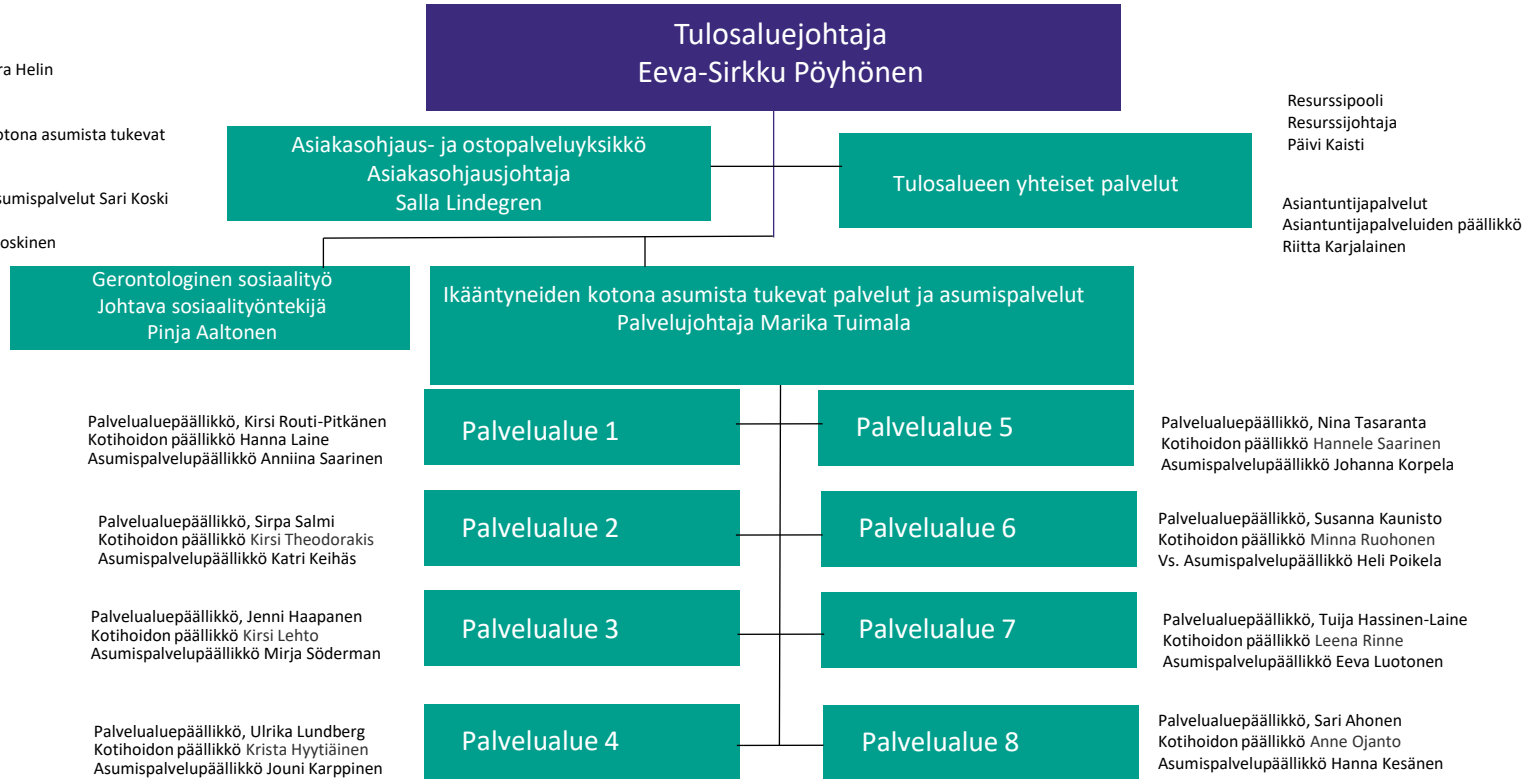 Tulosaluejohtaja
Eeva-Sirkku Pöyhönen
Helin
asumista tukevat
Sari Koski
Asiakasohjaus- ja ostopalveluyksikkö
Asiakasohjausjohtaja
Salla Lindegren
Tulosalueen yhteiset palvelut
Resurssipooli
Resurssijohtaja
Päivi Kaisti
Asiantuntijapalvelut
Asiantuntijapalveluiden päällikkö
Riitta Karjalainen
Gerontologinen sosiaalityö
Johtava sosiaalityöntekijä
Pinja Aaltonen
Ikääntyneiden kotona asumista tukevat palvelut ja asumispalvelut
Palvelujohtaja Marika Tuimala
Palvelualuepäällikkö, Kirsi Routi-Pitkänen
Kotihoidon päällikkö Hanna Laine
Asumispalvelupäällikkö Anniina Saarinen
Palvelualue 1
Palvelualue 5
Palvelualuepäällikkö, Nina Tasaranta
Kotihoidon päällikkö Hannele Saarinen
Asumispalvelupäällikkö Johanna Korpela
Palvelualuepäällikkö, Sirpa Salmi
Kotihoidon päällikkö Kirsi Theodorakis
Asumispalvelupäällikkö Katri Keihäs
Palvelualue 2
Palvelualue 6
Palvelualuepäällikkö, Susanna Kaunisto
Kotihoidon päällikkö Minna Ruohonen
Vs. Asumispalvelupäällikkö Heli Poikela
Palvelualuepäällikkö, Jenni Haapanen
Kotihoidon päällikkö Kirsi Lehto
Asumispalvelupäällikkö Mirja Söderman
Palvelualue 3
Palvelualue 7
Palvelualuepäällikkö, Tuija Hassinen-Laine
Kotihoidon päällikkö Leena Rinne
Asumispalvelupäällikkö Eeva Luotonen
Palvelualuepäällikkö, Ulrika Lundberg
Kotihoidon päällikkö Krista Hyytiäinen
Asumispalvelupäällikkö Jouni Karppinen
Palvelualue 4
Palvelualue 8
Palvelualuepäällikkö, Sari Ahonen
Kotihoidon päällikkö Anne Ojanto
Asumispalvelupäällikkö Hanna Kesänen